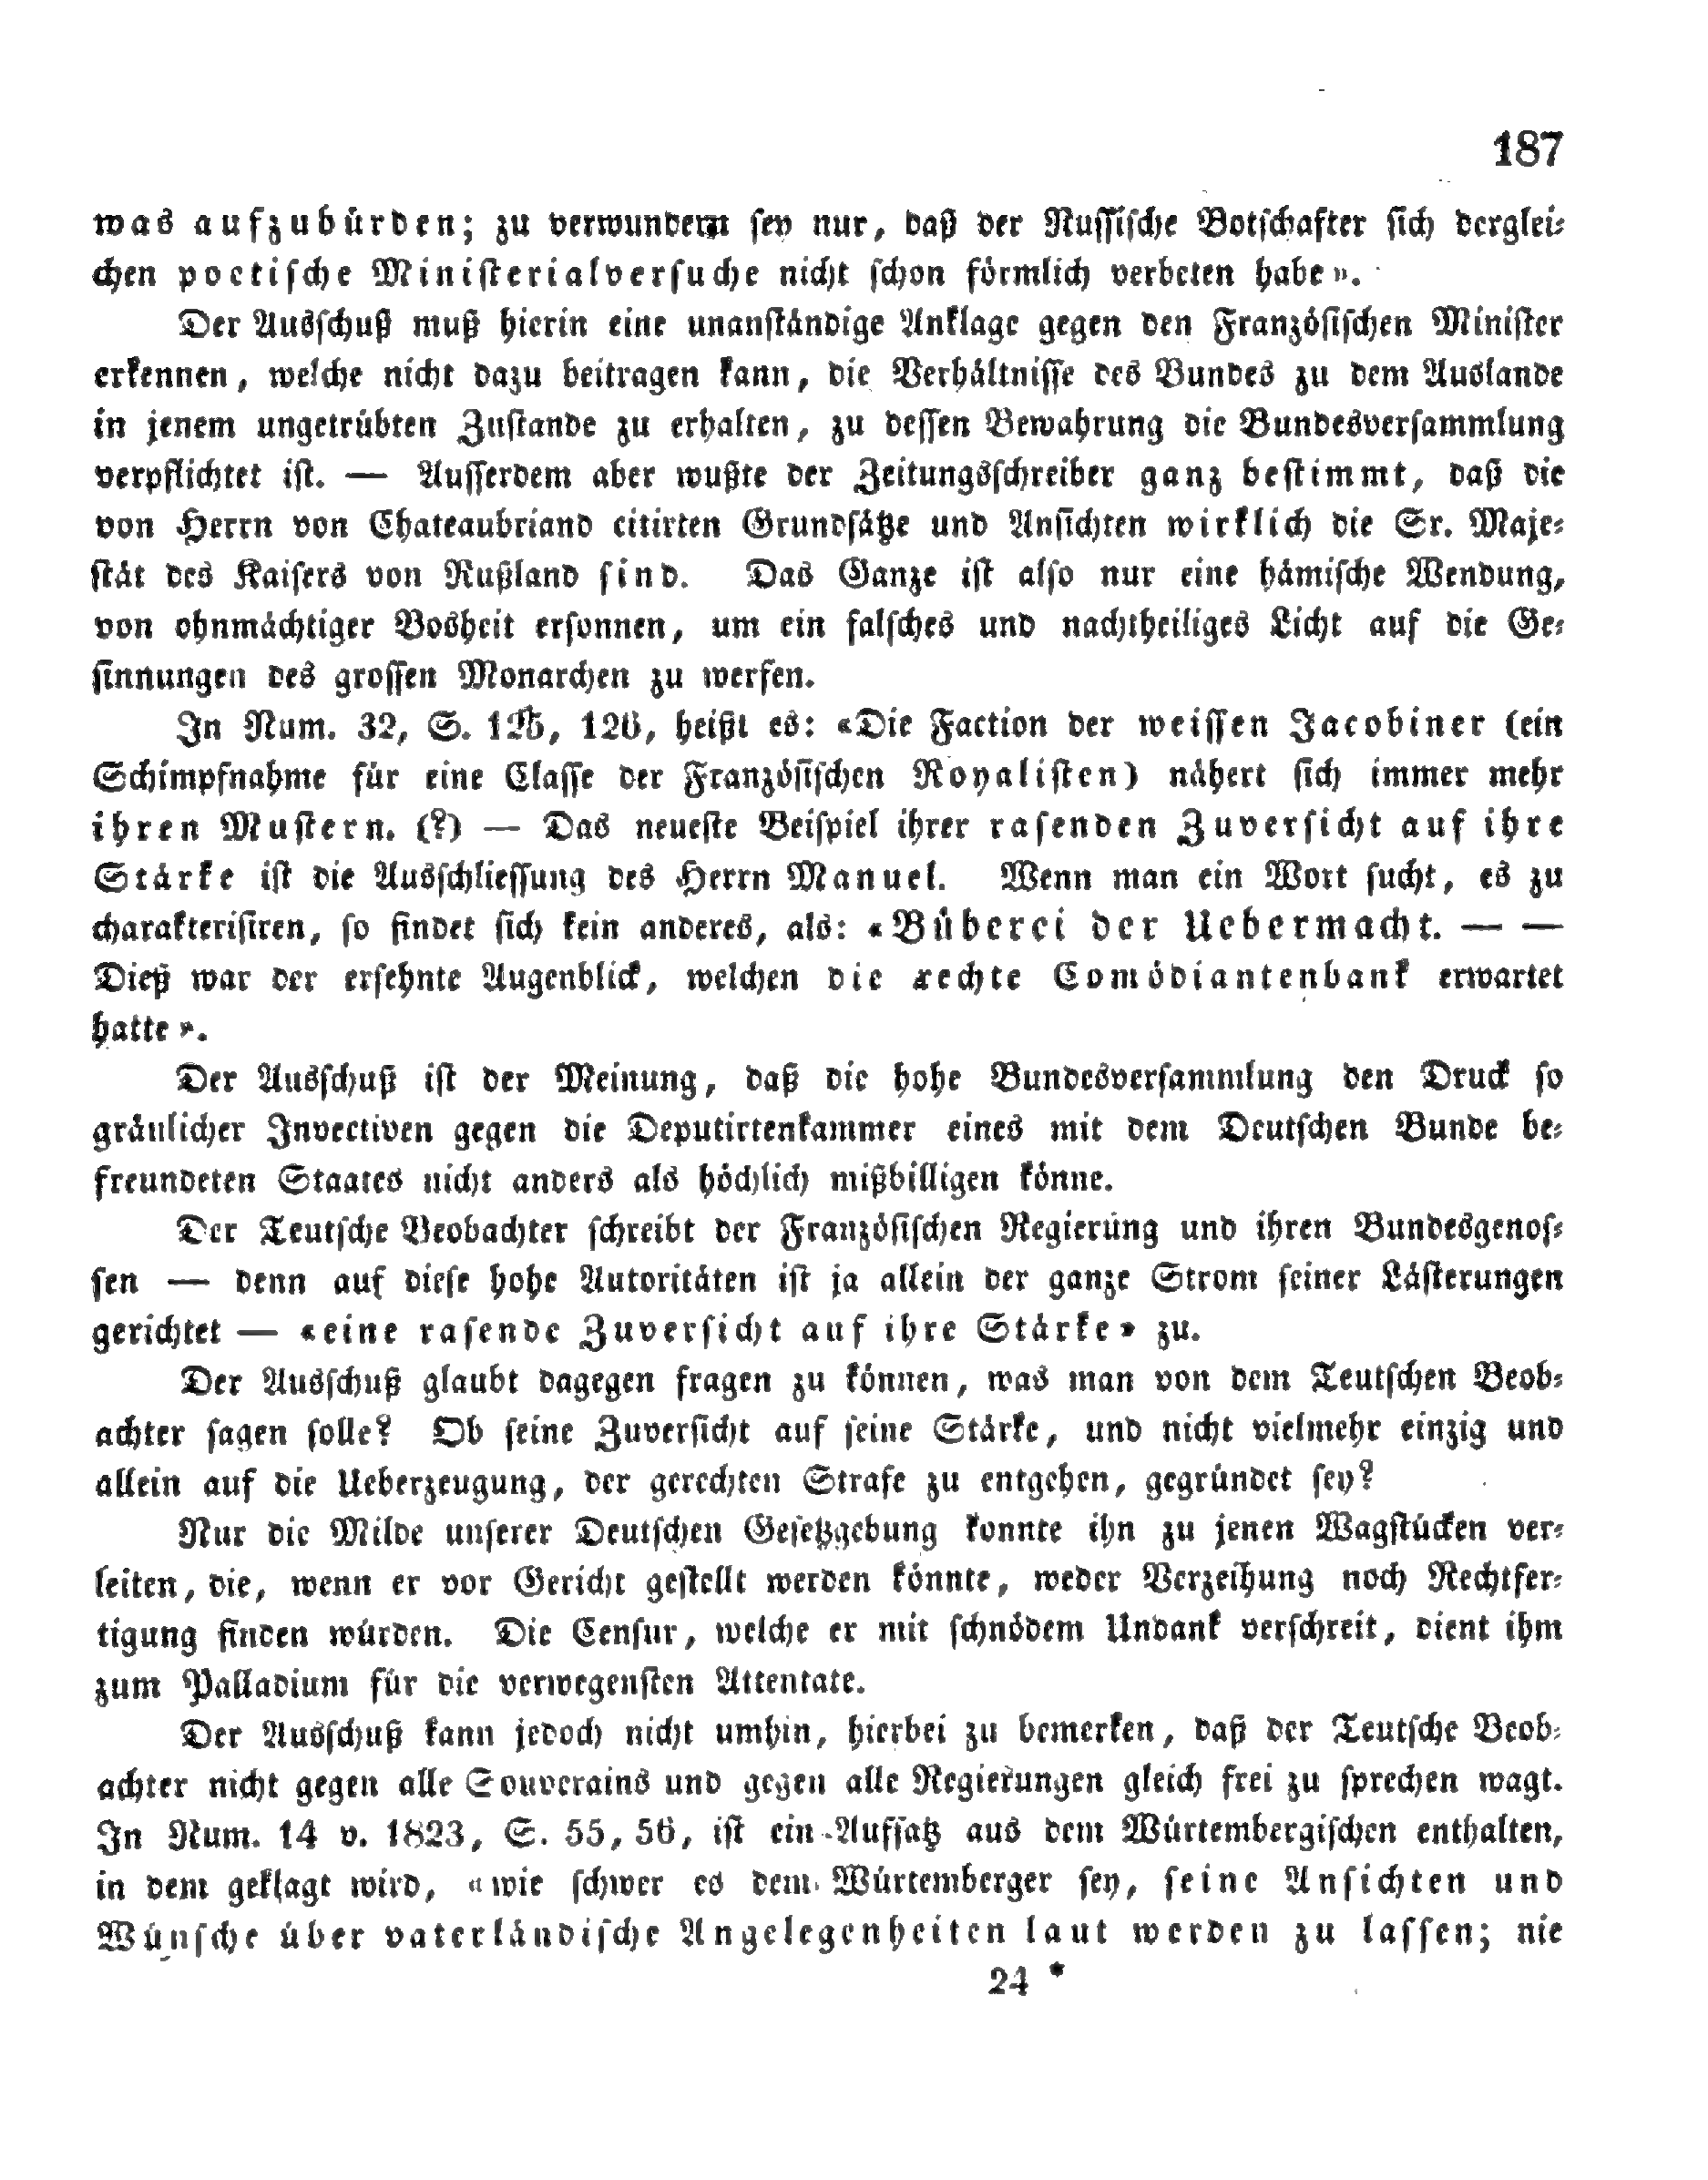 187
was aufzubürden; zu verwundern sey nur, daß der Russische Botschafter sich derglei-
chen poetische Ministerialversuche nicht schon förmlich verbeten habe».
Der Ausschuß muß hierin eine unanständige Anklage gegen den Französischen Minister
erkennen, welche nicht dazu beitragen kann, die Verhältnisse des Bundes zu dem Auslande
in jenem ungetrübten Zustande zu erhalten, zu dessen Bewahrung die Bundesversammlung
verpflichtet ist. — Ausserdem aber wußte der Zeitungsschreiber ganz bestimmt, daß die
von Herrn von Chateaubriand citirten Grundsätze und Ansichten wirklich die Sr. Maje-
stät des Kaisers von Rußland sind. Das Ganze ist also nur eine hämische Wendung,
von ohnmächtiger Bosheit ersonnen, um ein falsches und nachtheiliges Licht auf die Ge-
sinnungen des grossen Monarchen zu werfen.
In Num. 32, S. 125, 126, heißt es: «Die Faction der weissen Jacobiner (ein
Schimpfnahme für eine Classe der Französischen Royalisten) nähert sich immer mehr
ihren Mustern. (?) — Das neueste Beispiel ihrer rasenden Zuversicht auf ihre
Stärke ist die Ausschliessung des Herrn Manuel. Wenn man ein Wort sucht, es zu
charakterisiren, so findet sich kein anderes, als: «Büberei der Uebermacht. — —
Dieß war der ersehnte Augenblick, welchen die rechte Comödiantenbank erwartet
hatte».
Der Ausschuß ist der Meinung, daß die hohe Bundesversammlung den Druck so
gräulicher Invectiven gegen die Deputirtenkammer eines mit dem Deutschen Bunde be-
freundeten Staates nicht anders als höchlich mißbilligen könne.
Der Teutsche Beobachter schreibt der Französischen Regierung und ihren Bundesgenos-
sen — denn auf diese hohe Autoritäten ist ja allein der ganze Strom seiner Lästerungen
gerichtet — «eine rasende Zuversicht auf ihre Stärke» zu.
Der Ausschuß glaubt dagegen fragen zu können, was man von dem Teutschen Beob-
achter sagen solle? Ob seine Zuversicht auf seine Stärke, und nicht vielmehr einzig und
allein auf die Ueberzeugung, der gerechten Strafe zu entgehen, gegründet sey?
Nur die Milde unserer Deutschen Gesetzgebung konnte ihn zu jenen Wagstücken ver-
leiten, die, wenn er vor Gericht gestellt werden könnte, weder Verzeihung noch Rechtfer-
tigung finden würden. Die Censur, welche er mit schnödem Undank verschreit, dient ihm
zum Palladium für die verwegensten Attentate.
Der Ausschuß kann jedoch nicht umhin, hierbei zu bemerken, daß der Teutsche Beob-
achter nicht gegen alle Souverains und gegen alle Regierungen gleich frei zu sprechen wagt.
In Num. 14 v. 1823, S. 55, 56, ist ein Aufsatz aus dem Würtembergischen enthalten,
in dem geklagt wird, «wie schwer es dem Würtemberger sey, seine Ansichten und
Wünsche über vaterländische Angelegenheiten laut werden zu lassen; nie
24 *